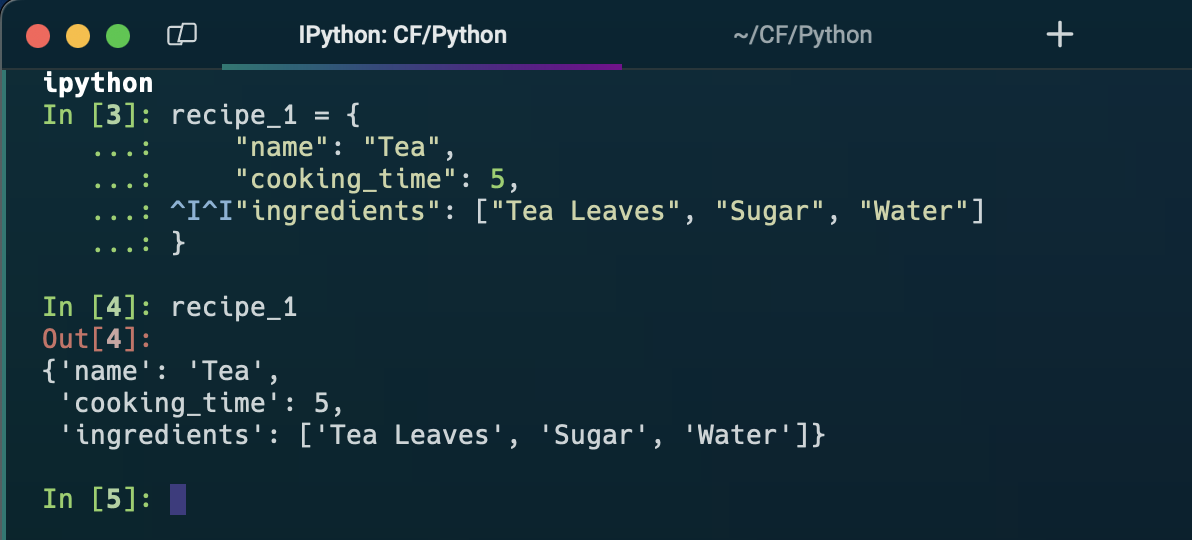 IPython: CF/Python ~/CF/Python +
ipython
In [3]: recipe_1 = {
   ...:     "name": "Tea",
   ...:     "cooking_time": 5,
   ...: ^I^I"ingredients": ["Tea Leaves", "Sugar", "Water"]
   ...: }
In [4]: recipe_1
Out[4]:
{'name': 'Tea',
 'cooking_time': 5,
 'ingredients': ['Tea Leaves', 'Sugar', 'Water']}
In [5]: